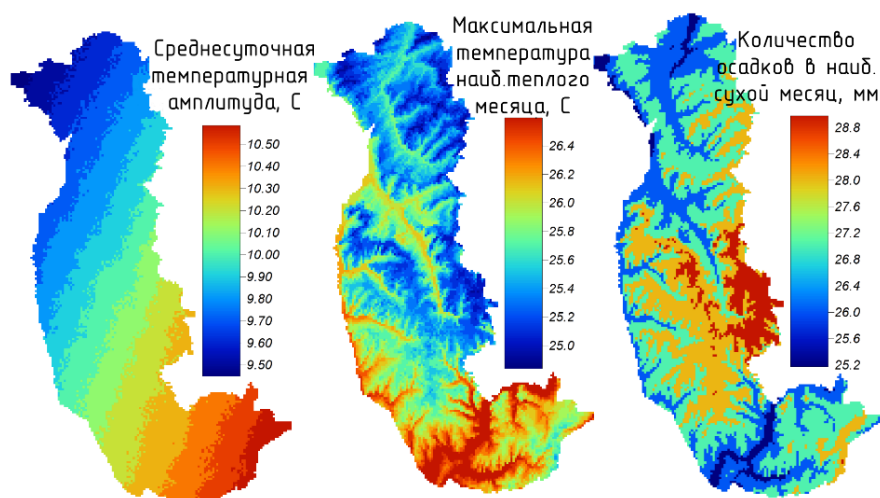 Среднесуточная
температурная
амплитуда, С
10.50
10.40
10.30
10.20
10.10
10.00
9.90
9.80
9.70
9.60
9.50
Максимальная
температура
наиб.теплого
месяца, С
26.4
26.2
26.0
25.8
25.6
25.4
25.2
25.0
Количество
осадков в наиб.
сухой месяц, мм
28.8
28.4
28.0
27.6
27.2
26.8
26.4
26.0
25.6
25.2